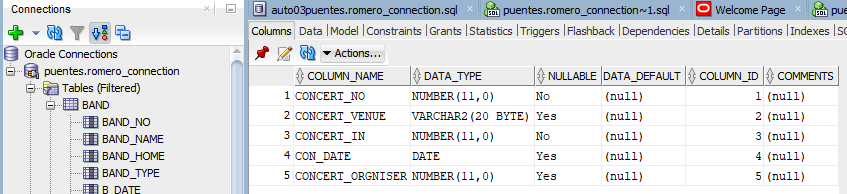 Connections
Oracle Connections
puentes.romero_connection
Tables (Filtered)
BAND
BAND_NO
BAND_NAME
BAND_HOME
BAND_TYPE
B_DATE
auto03puentes.romero_connection.sql puentes.romero_connection~1.sql Welcome Page
Columns Data Model Constraints Grants Statistics Triggers Flashback Dependencies Details Partitions Indexes
Actions...
COLUMN_NAME DATA_TYPE NULLABLE DATA_DEFAULT COLUMN_ID COMMENTS
1 CONCERT_NO NUMBER(11,0) No (null) 1 (null)
2 CONCERT_VENUE VARCHAR2(20 BYTE) Yes (null) 2 (null)
3 CONCERT_IN NUMBER(11,0) No (null) 3 (null)
4 CON_DATE DATE Yes (null) 4 (null)
5 CONCERT_ORGNISER NUMBER(11,0) Yes (null) 5 (null)